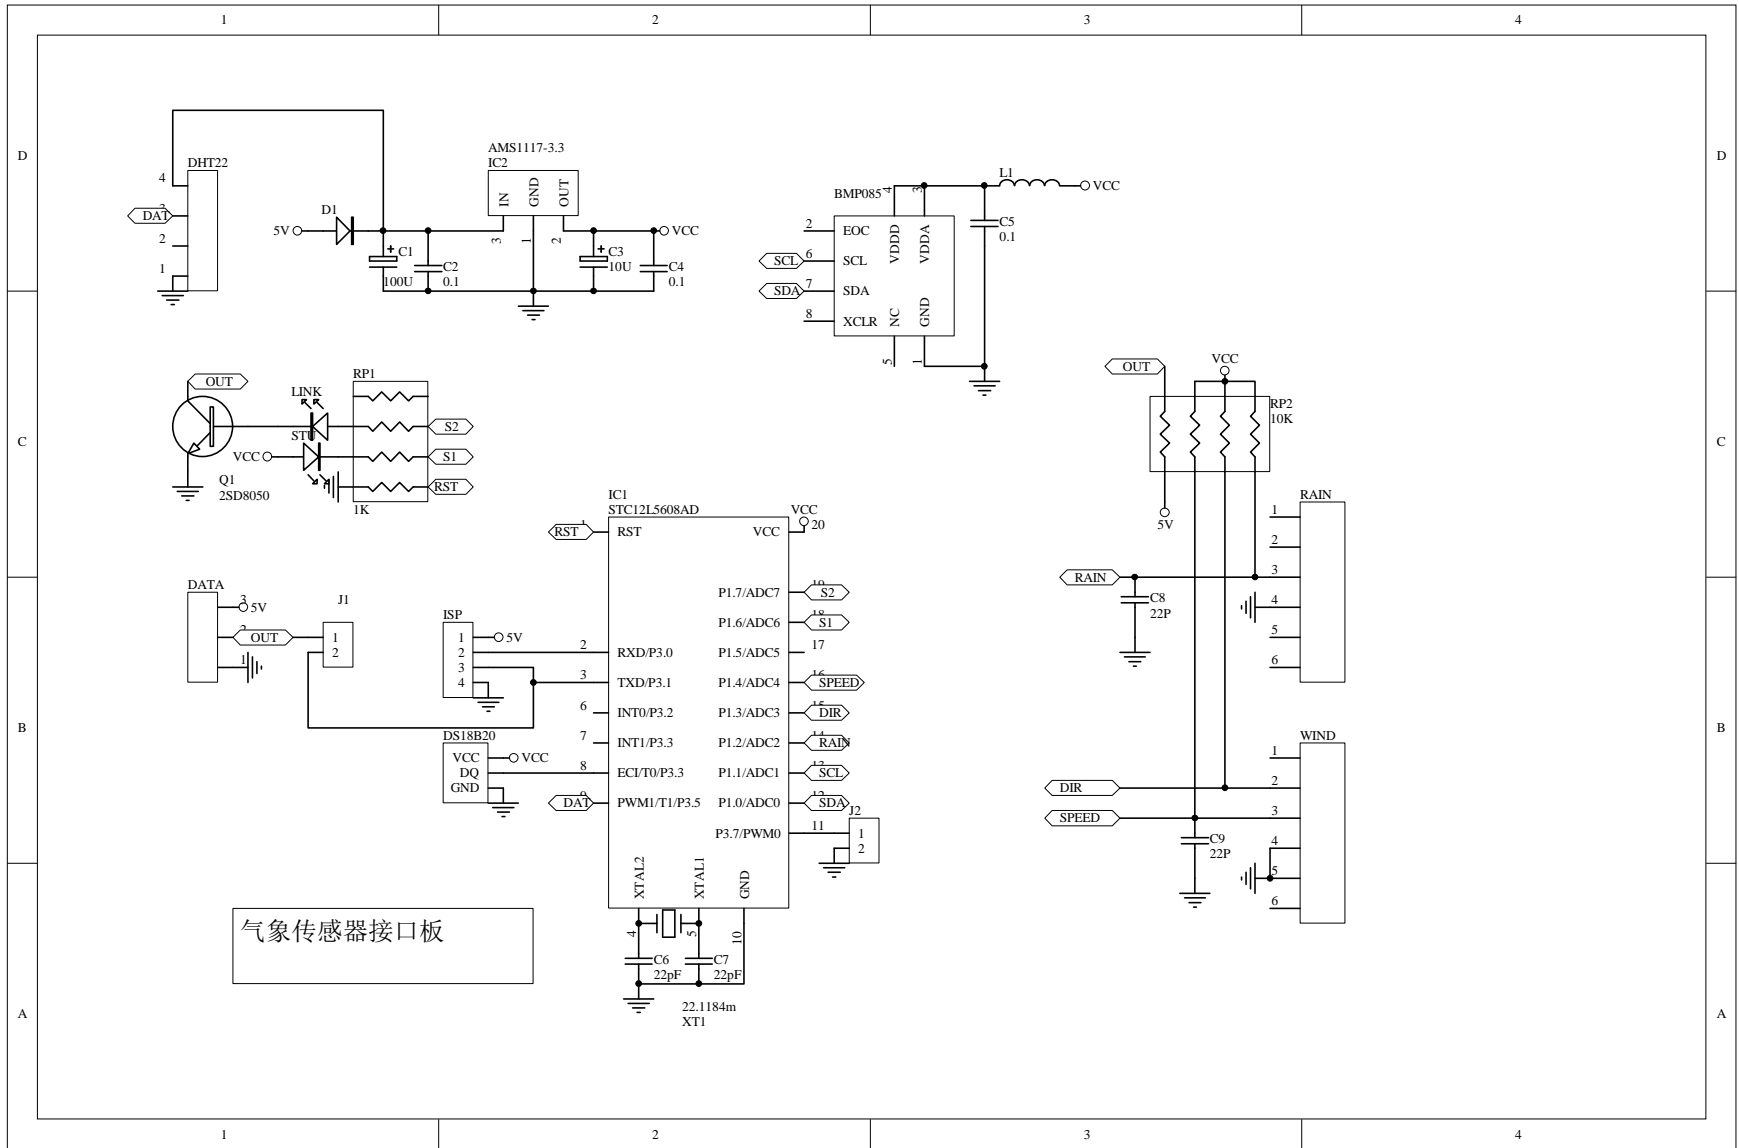 1 2 3 4
D D
C C
B B
A A
DHT22
4
DAT
2
1
5V
D1
C1
100U
C2
0.1
AMS1117-3.3
IC2
IN
GND
OUT
3
1
2
C3
10U
C4
0.1
VCC
BMP085
4
3
2 EOC
SCL 6 SCL
SDA 7 SDA
8 XCLR
VDDD
VDDA
NC
GND
5
1
L1
VCC
C5
0.1
OUT
LINK
STU
VCC
Q1
2SD8050
RP1
S2
S1
RST
1K
OUT
VCC
RP2
10K
5V
RAIN
1
2
3
4
5
6
RAIN
C8
22P
WIND
1
2
3
4
5
6
DIR
SPEED
C9
22P
DATA
3
5V
OUT
1
J1
1
2
ISP
1
2
3
4
5V
DS18B20
VCC
DQ
GND
VCC
IC1
STC12L5608AD
RST RST
2 RXD/P3.0
3 TXD/P3.1
6 INT0/P3.2
7 INT1/P3.3
8 ECI/T0/P3.3
DAT PWM1/T1/P3.5
VCC
VCC 20
P1.7/ADC7 S2
P1.6/ADC6 S1
P1.5/ADC5 17
P1.4/ADC4 SPEED
P1.3/ADC3 DIR
P1.2/ADC2 RAIN
P1.1/ADC1 SCL
P1.0/ADC0 SDA
P3.7/PWM0 11
J2
1
2
XTAL2
XTAL1
GND
4
5
10
C6
22pF
C7
22pF
22.1184m
XT1
气象传感器接口板
1 2 3 4